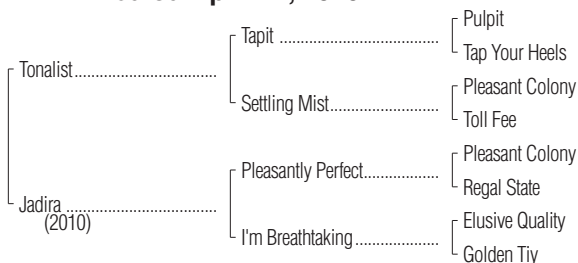 Pulpit
Tapit
Tap Your Heels
Tonalist
Pleasant Colony
Settling Mist
Toll Fee
Pleasant Colony
Pleasantly Perfect
Regal State
Jadira
(2010)
Elusive Quality
I'm Breathtaking
Golden Tiy